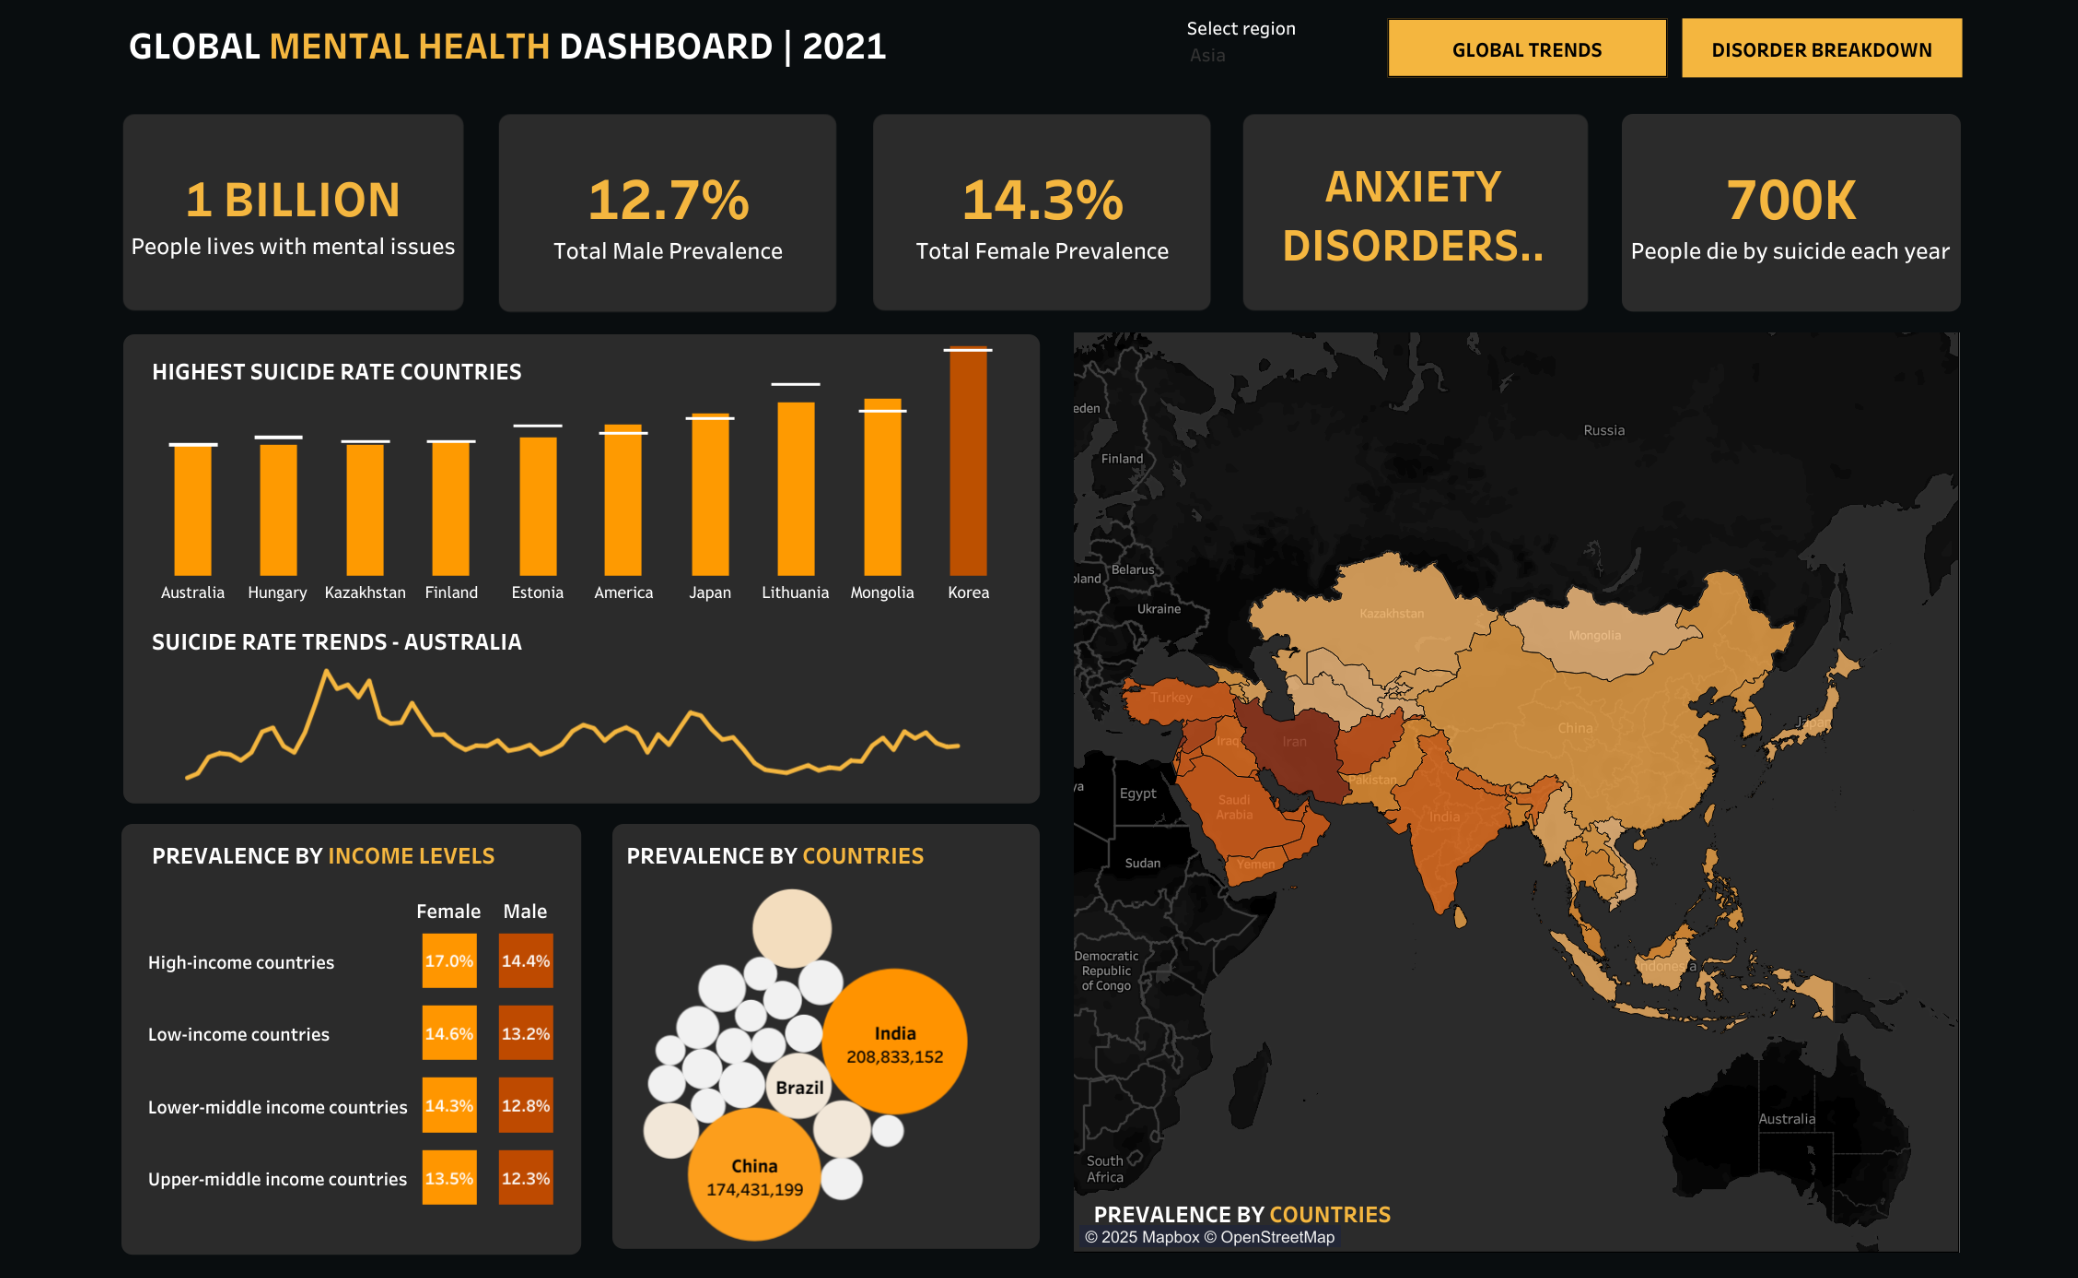 GLOBAL MENTAL HEALTH DASHBOARD | 2021
Select region
Asia
GLOBAL TRENDS
DISORDER BREAKDOWN
1 BILLION
People lives with mental issues
12.7%
Total Male Prevalence
14.3%
Total Female Prevalence
ANXIETY
DISORDERS..
700K
People die by suicide each year
HIGHEST SUICIDE RATE COUNTRIES
Australia Hungary Kazakhstan Finland Estonia America Japan Lithuania Mongolia Korea
SUICIDE RATE TRENDS - AUSTRALIA
PREVALENCE BY INCOME LEVELS
Female Male
High-income countries 17.0% 14.4%
Low-income countries 14.6% 13.2%
Lower-middle income countries 14.3% 12.8%
Upper-middle income countries 13.5% 12.3%
PREVALENCE BY COUNTRIES
India
208,833,152
Brazil
China
174,431,199
eden
Russia
Finland
Belarus
land
Ukraine
Kazakhstan
Mongolia
Turkey
China
Japan
Iraq
Iran
Pakistan
ya
Egypt
Saudi
Arabia
India
Sudan
Yemen
Democratic
Republic
of Congo
Indonesia
Australia
South
Africa
PREVALENCE BY COUNTRIES
© 2025 Mapbox © OpenStreetMap